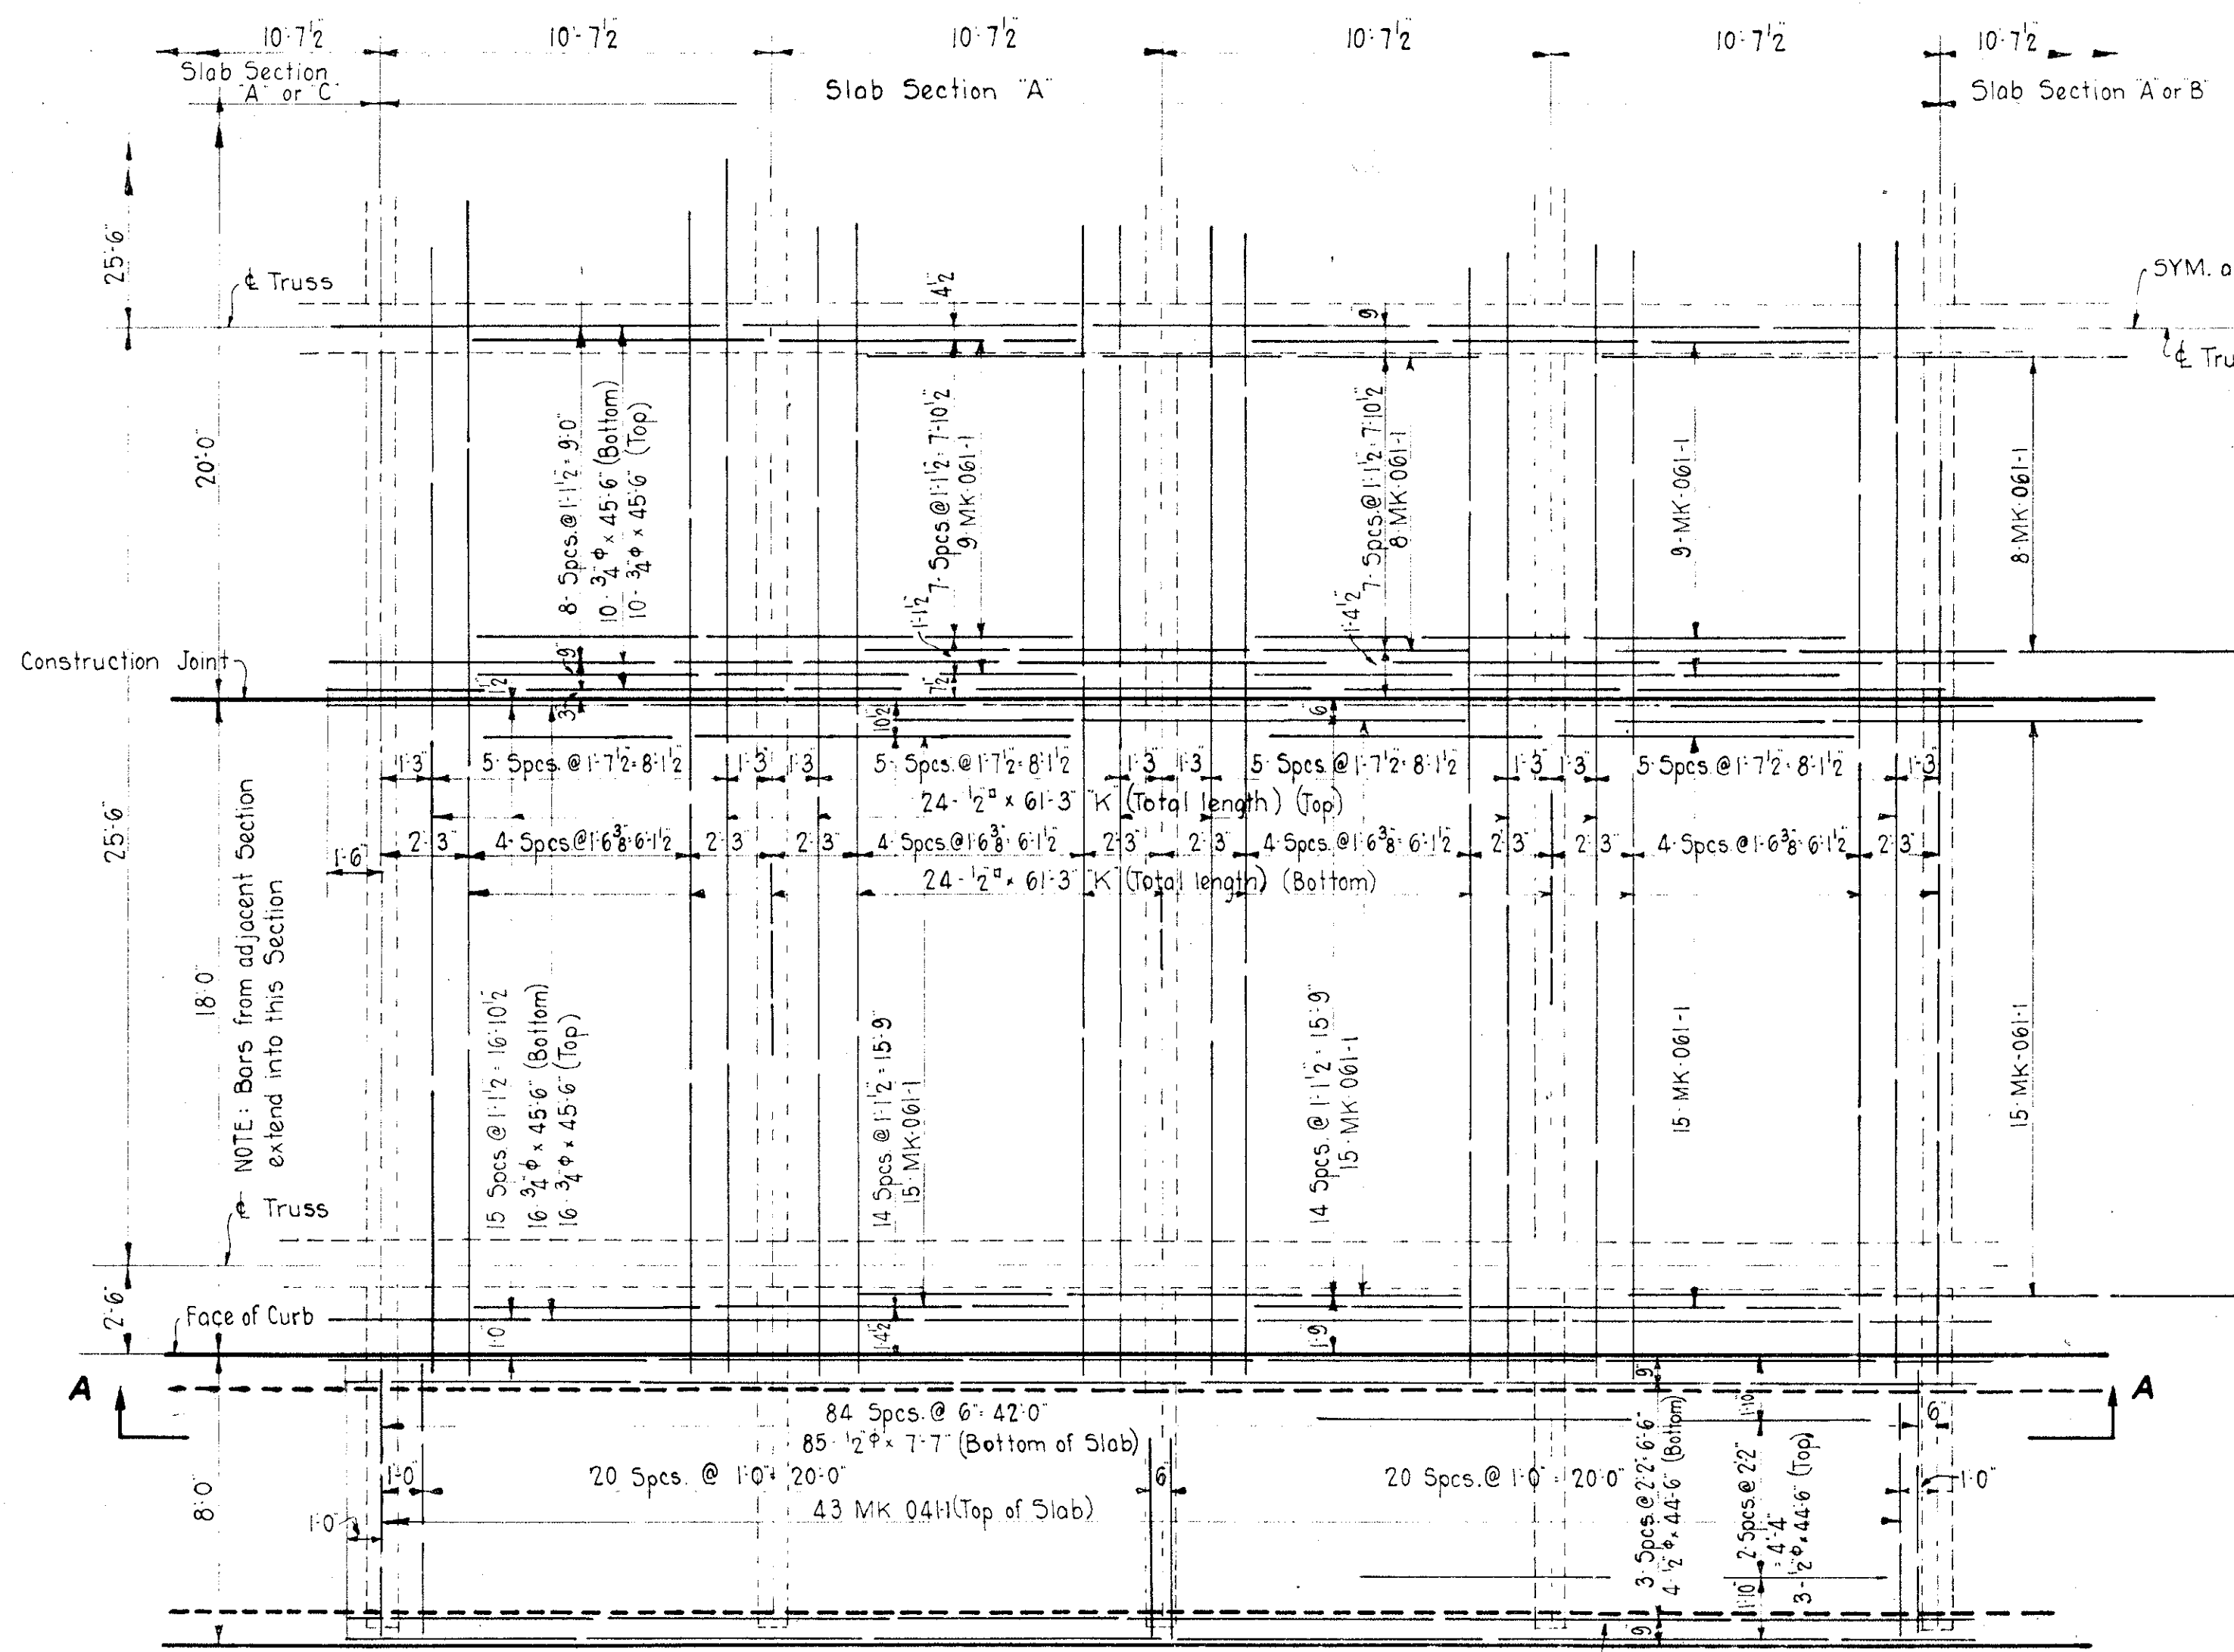 10'-7½" 10'-7½" 10'-7½" 10'-7½" 10'-7½" 10'-7½"
Slab Section
"A" or "C"
Slab Section "A"
Slab Section "A" or "B"
25'-6"
20'-0"
℄ Truss
4½"
9"
SYM. a
℄ Tru
8- Spcs. @ 1'-1½" = 9'-0"
10- ¾"ϕ x 45'-6" (Bottom)
10- ¾"ϕ x 45'-6" (Top)
7- Spcs. @ 1'-1½" = 7'-10½"
9-MK-061-1
7- Spcs. @ 1'-1½" = 7'-10½"
8-MK-061-1
9-MK-061-1
8-MK-061-1
1'-1½"
1'-4½"
Construction Joint
9"
1½"
3"
7½"
10½"
6"
1'-3" 5- Spcs. @ 1'-7½" = 8'-1½" 1'-3" 1'-3" 5- Spcs. @ 1'-7½" = 8'-1½" 1'-3" 1'-3" 5- Spcs. @ 1'-7½" = 8'-1½" 1'-3" 1'-3" 5- Spcs. @ 1'-7½" = 8'-1½" 1'-3"
24- ½"□ x 61'-3" "K" (Total length) (Top)
1'-6" 2'-3" 4- Spcs. @ 1'-6⅜" = 6'-1½" 2'-3" 2'-3" 4- Spcs. @ 1'-6⅜" = 6'-1½" 2'-3" 2'-3" 4- Spcs. @ 1'-6⅜" = 6'-1½" 2'-3" 2'-3" 4- Spcs. @ 1'-6⅜" = 6'-1½" 2'-3"
24- ½"□ x 61'-3" "K" (Total length) (Bottom)
25'-6"
18'-0"
NOTE: Bars from adjacent Section
extend into this Section
15 Spcs. @ 1'-1½" = 16'-10½"
16- ¾"ϕ x 45'-6" (Bottom)
16- ¾"ϕ x 45'-6" (Top)
14 Spcs. @ 1'-1½" = 15'-9"
15-MK-061-1
14 Spcs. @ 1'-1½" = 15'-9"
15-MK-061-1
15-MK-061-1
15-MK-061-1
℄ Truss
2'-6"
Face of Curb
1'-0"
1'-4½"
1'-9"
A
A
84 Spcs. @ 6" = 42'-0"
85- ½"ϕ x 7'-7" (Bottom of Slab)
1'-0" 20 Spcs. @ 1'-0" = 20'-0" 6" 20 Spcs. @ 1'-0" = 20'-0"
43 MK 041-1 (Top of Slab)
8'-0"
1'-0"
9"
3- Spcs. @ 2'-2" = 6'-6"
4- ½"ϕ x 44'-6" (Bottom)
9"
1'-10"
2- Spcs. @ 2'-2"
= 4'-4"
3- ½"ϕ x 44'-6" (Top)
1'-10"
6"
1'-0"